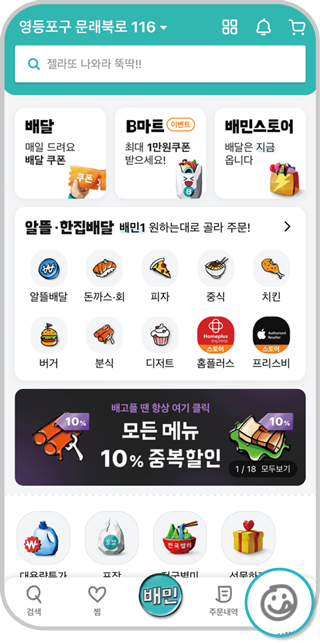 영등포구 문래북로 116
젤라또 나와라 뚝딱!!
배달
매일 드려요
배달 쿠폰
쿠폰
B마트 이벤트
최대 1만원쿠폰
받으세요!
B
배민스토어
배달은 지금
옵니다
알뜰·한집배달 배민1 원하는대로 골라 주문!
알뜰배달 돈까스·회 피자 중식 치킨
Homeplus
스토어
Authorised
Reseller
스토어
버거 분식 디저트 홈플러스 프리스비
배고플 땐 항상 여기 클릭
모든 메뉴
10% 중복할인
10%
10%
1 / 18 모두보기
전국별미
대용량특가 포장 전국별미 선물하기
검색 찜 배민 주문내역